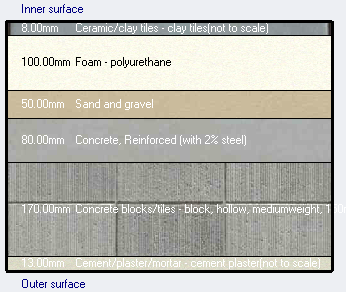 Inner surface
8.00mm Ceramic/clay tiles - clay tiles(not to scale)
100.00mm Foam - polyurethane
50.00mm Sand and gravel
80.00mm Concrete, Reinforced (with 2% steel)
170.00mm Concrete blocks/tiles - block, hollow, mediumweight,
13.00mm Cement/plaster/mortar - cement plaster(not to scale)
Outer surface